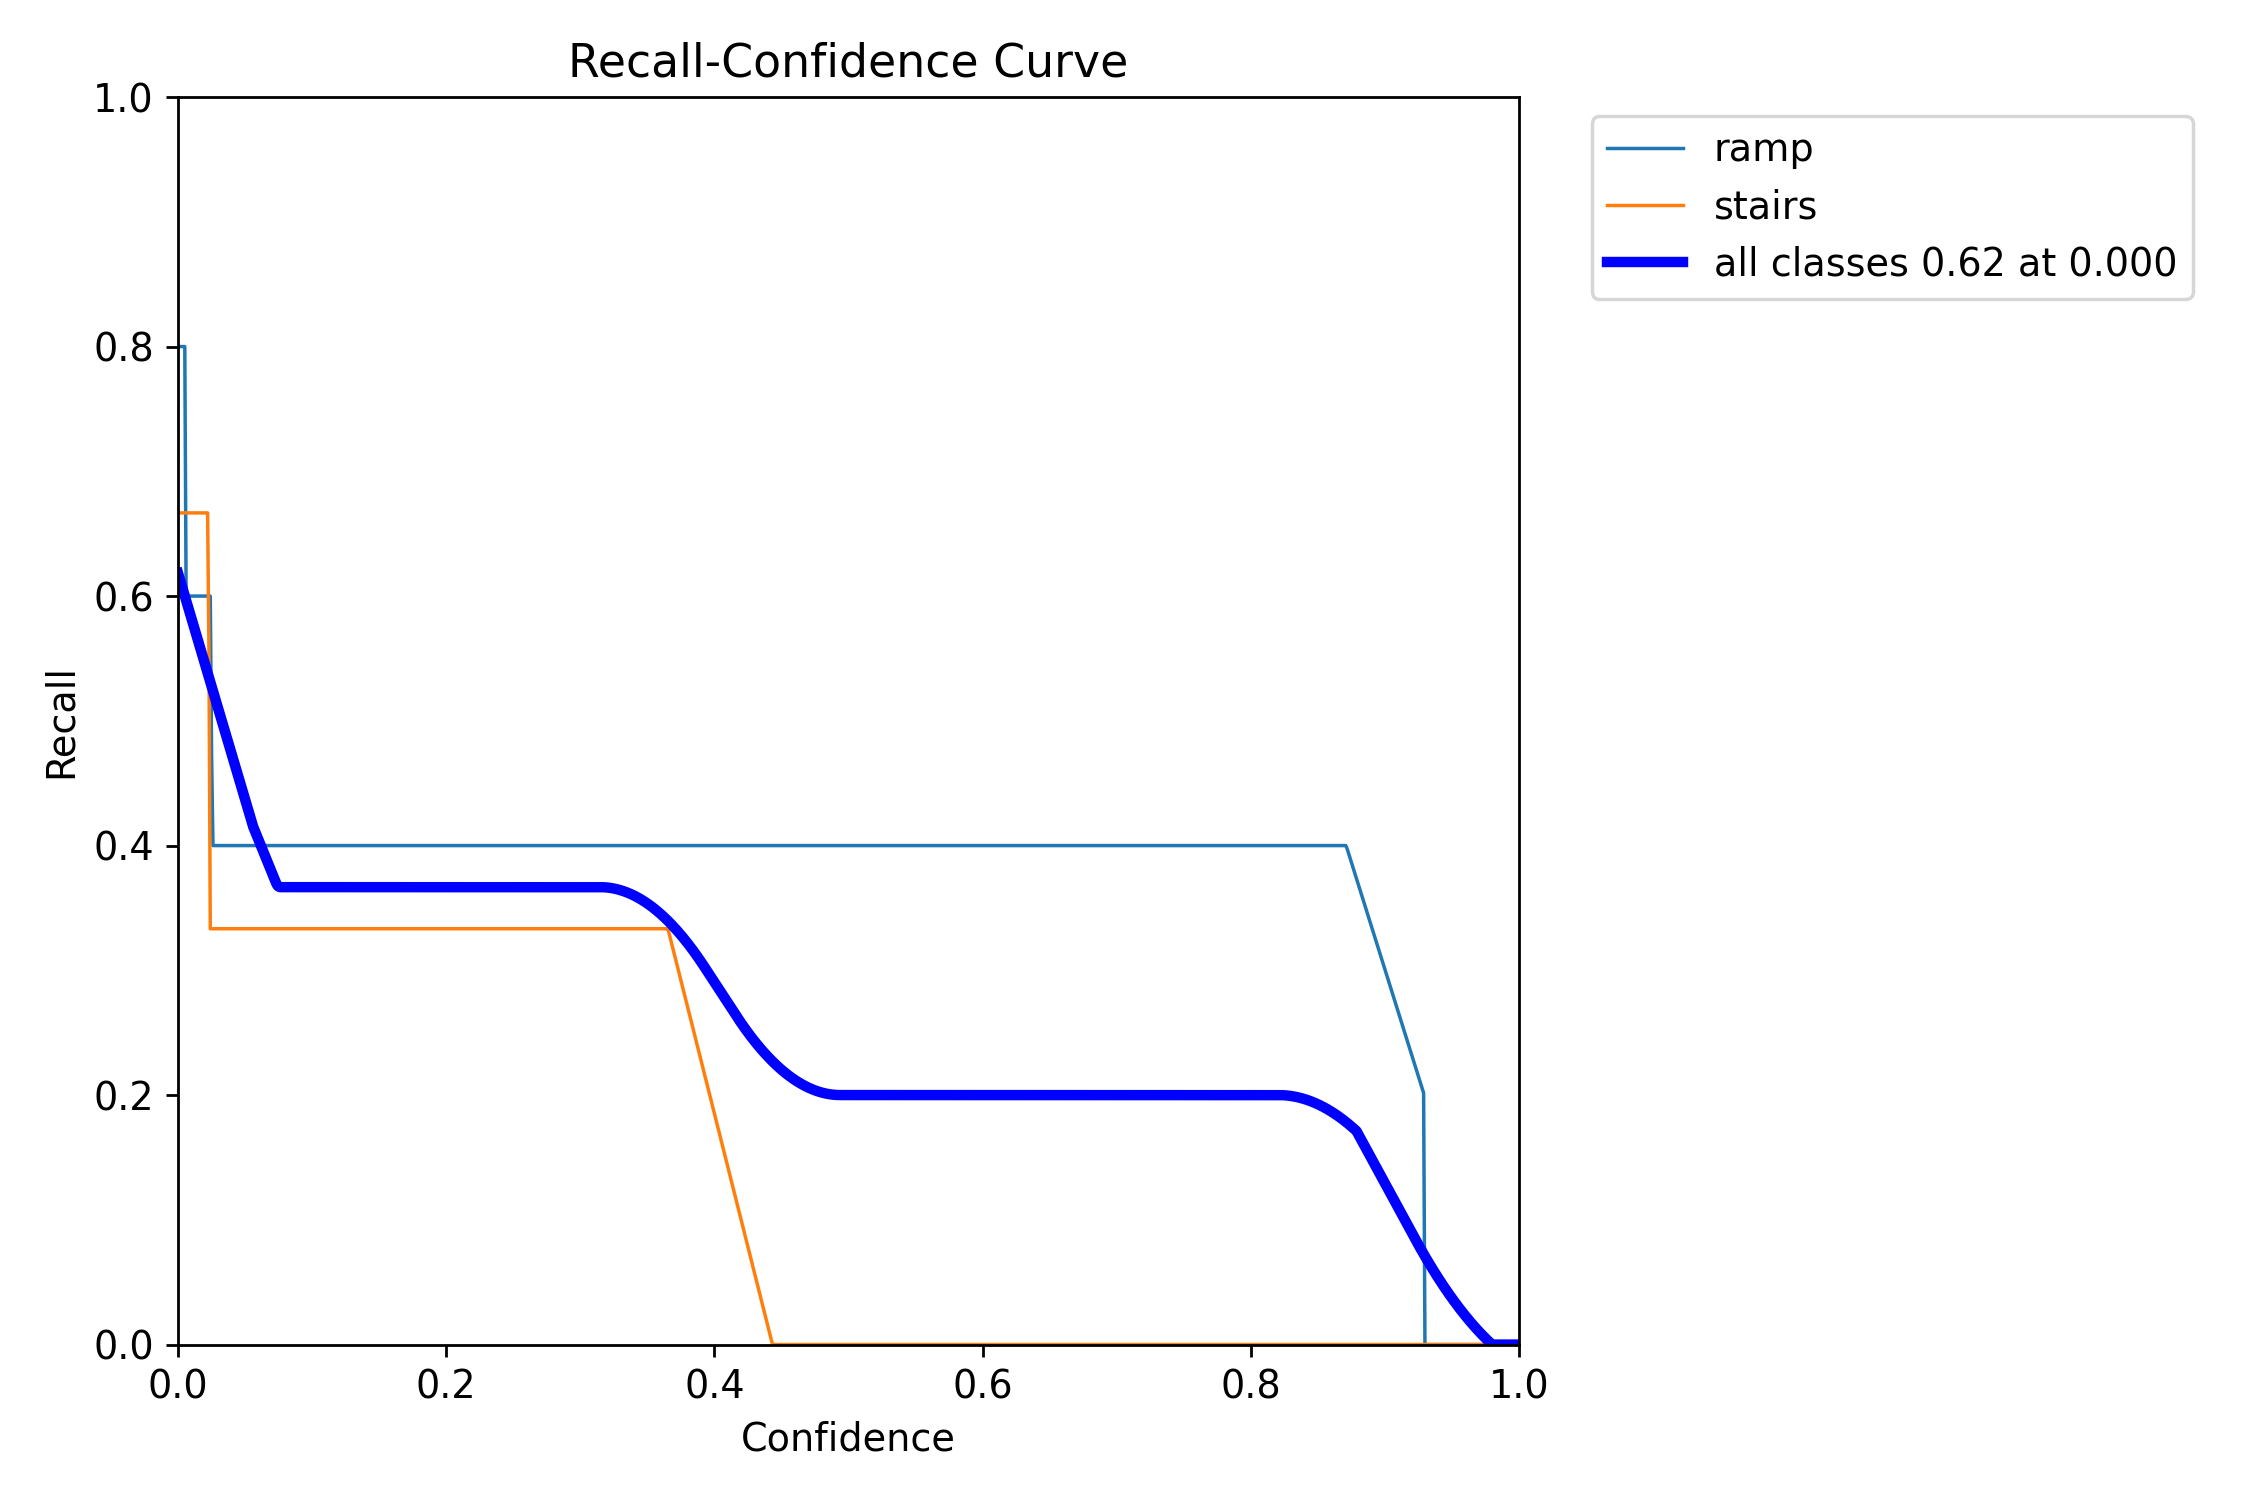 Recall-Confidence Curve
1.0
0.8
0.6
0.4
0.2
0.0
Recall
0.0 0.2 0.4 0.6 0.8 1.0
Confidence
ramp
stairs
all classes 0.62 at 0.000